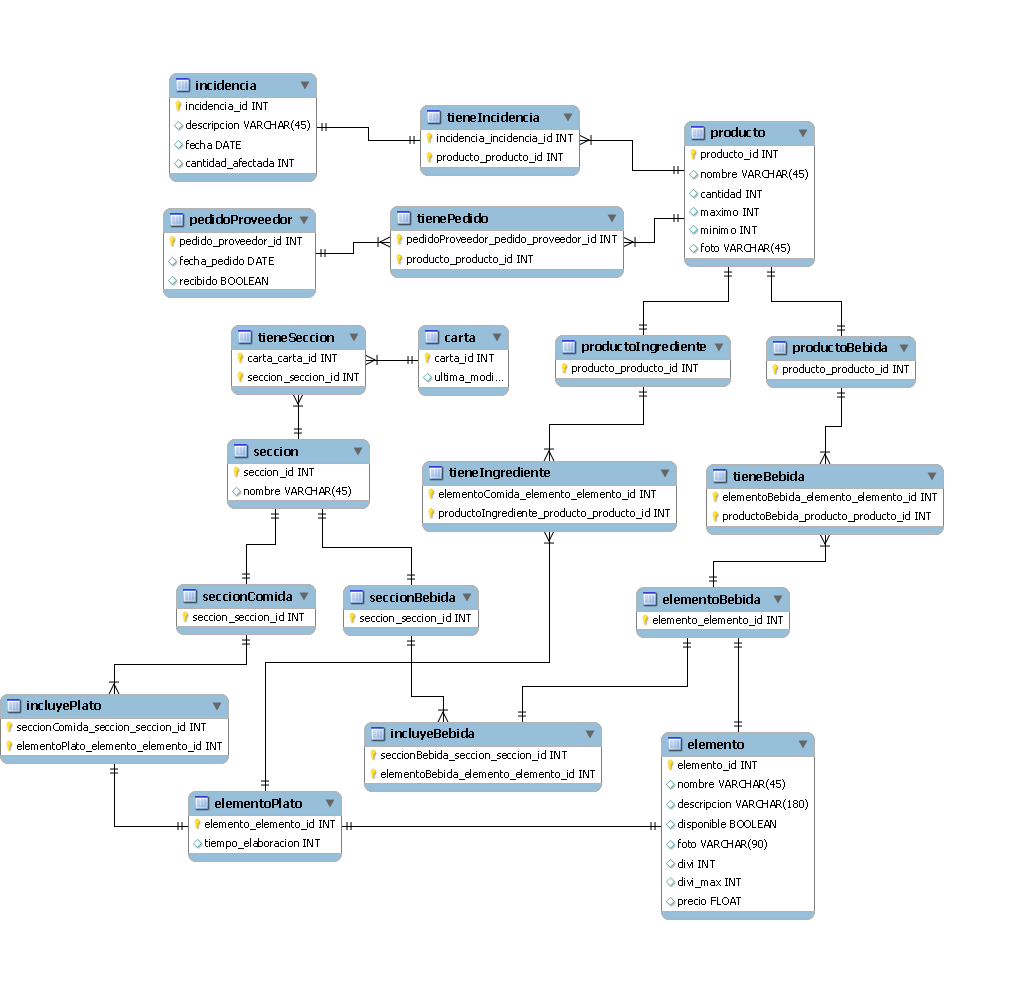 incidencia
incidencia_id INT
descripcion VARCHAR(45)
fecha DATE
cantidad_afectada INT
tieneIncidencia
incidencia_incidencia_id INT
producto_producto_id INT
producto
producto_id INT
nombre VARCHAR(45)
cantidad INT
maximo INT
minimo INT
foto VARCHAR(45)
pedidoProveedor
pedido_proveedor_id INT
fecha_pedido DATE
recibido BOOLEAN
tienePedido
pedidoProveedor_pedido_proveedor_id INT
producto_producto_id INT
tieneSeccion
carta_carta_id INT
seccion_seccion_id INT
carta
carta_id INT
ultima_modi...
productoIngrediente
producto_producto_id INT
productoBebida
producto_producto_id INT
seccion
seccion_id INT
nombre VARCHAR(45)
tieneIngrediente
elementoComida_elemento_elemento_id INT
productoIngrediente_producto_producto_id INT
tieneBebida
elementoBebida_elemento_elemento_id INT
productoBebida_producto_producto_id INT
seccionComida
seccion_seccion_id INT
seccionBebida
seccion_seccion_id INT
elementoBebida
elemento_elemento_id INT
incluyePlato
seccionComida_seccion_seccion_id INT
elementoPlato_elemento_elemento_id INT
incluyeBebida
seccionBebida_seccion_seccion_id INT
elementoBebida_elemento_elemento_id INT
elemento
elemento_id INT
nombre VARCHAR(45)
descripcion VARCHAR(180)
disponible BOOLEAN
foto VARCHAR(90)
divi INT
divi_max INT
precio FLOAT
elementoPlato
elemento_elemento_id INT
tiempo_elaboracion INT